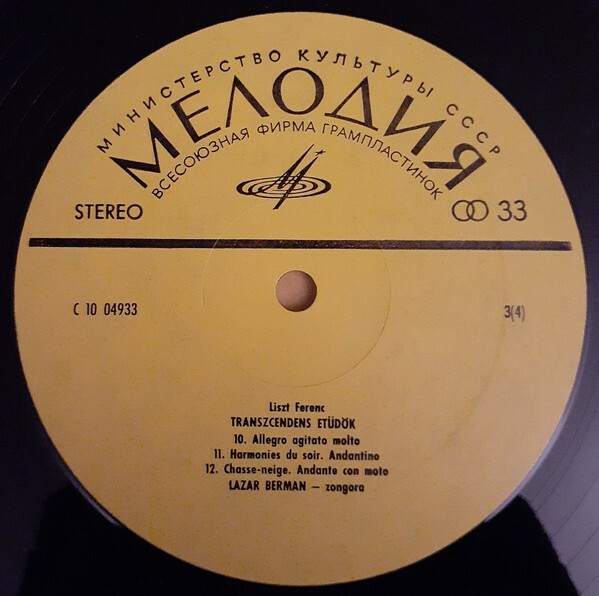 МИНИСТЕРСТВО КУЛЬТУРЫ СССР
МЕЛОДИЯ
ВСЕСОЮЗНАЯ ФИРМА ГРАМПЛАСТИНОК
STEREO
33
C 10 04933
3(4)
Liszt Ferenc
TRANSZCENDENS ETÜDÖK
10. Allegro agitato molto
11. Harmonies du soir. Andantino
12. Chasse-neige. Andante con moto
LAZAR BERMAN — zongora